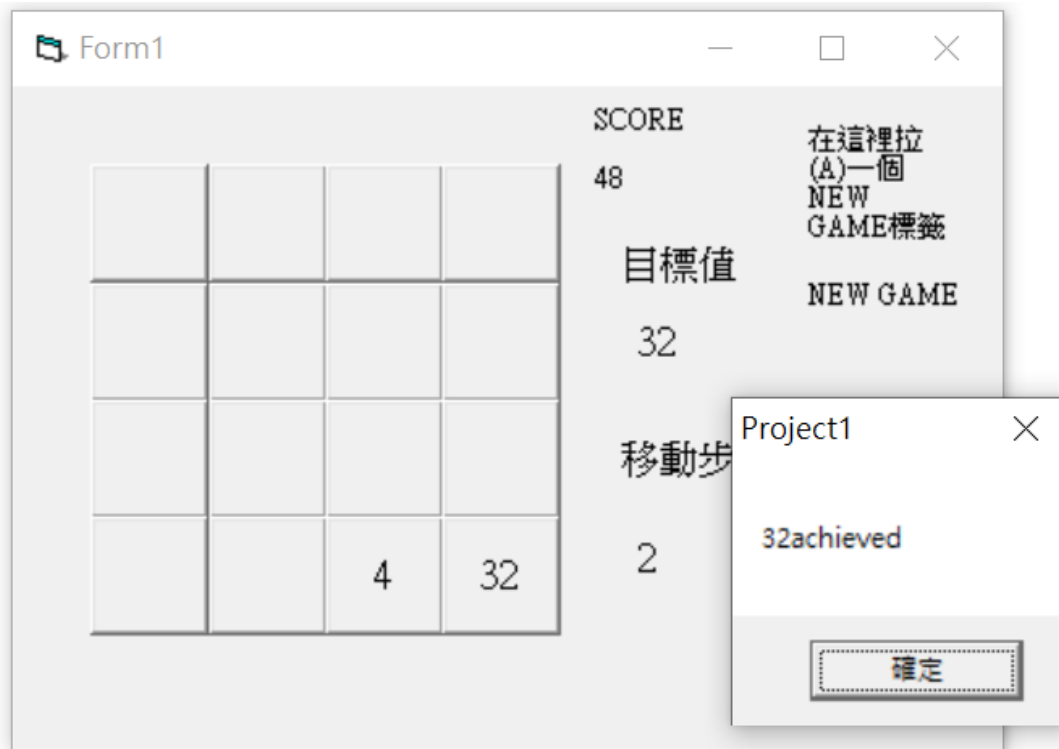 Form1
SCORE
48
目標值
32
移動步
2
在這裡拉
(A)一個
NEW
GAME標籤
NEW GAME
4
32
Project1
32achieved
確定